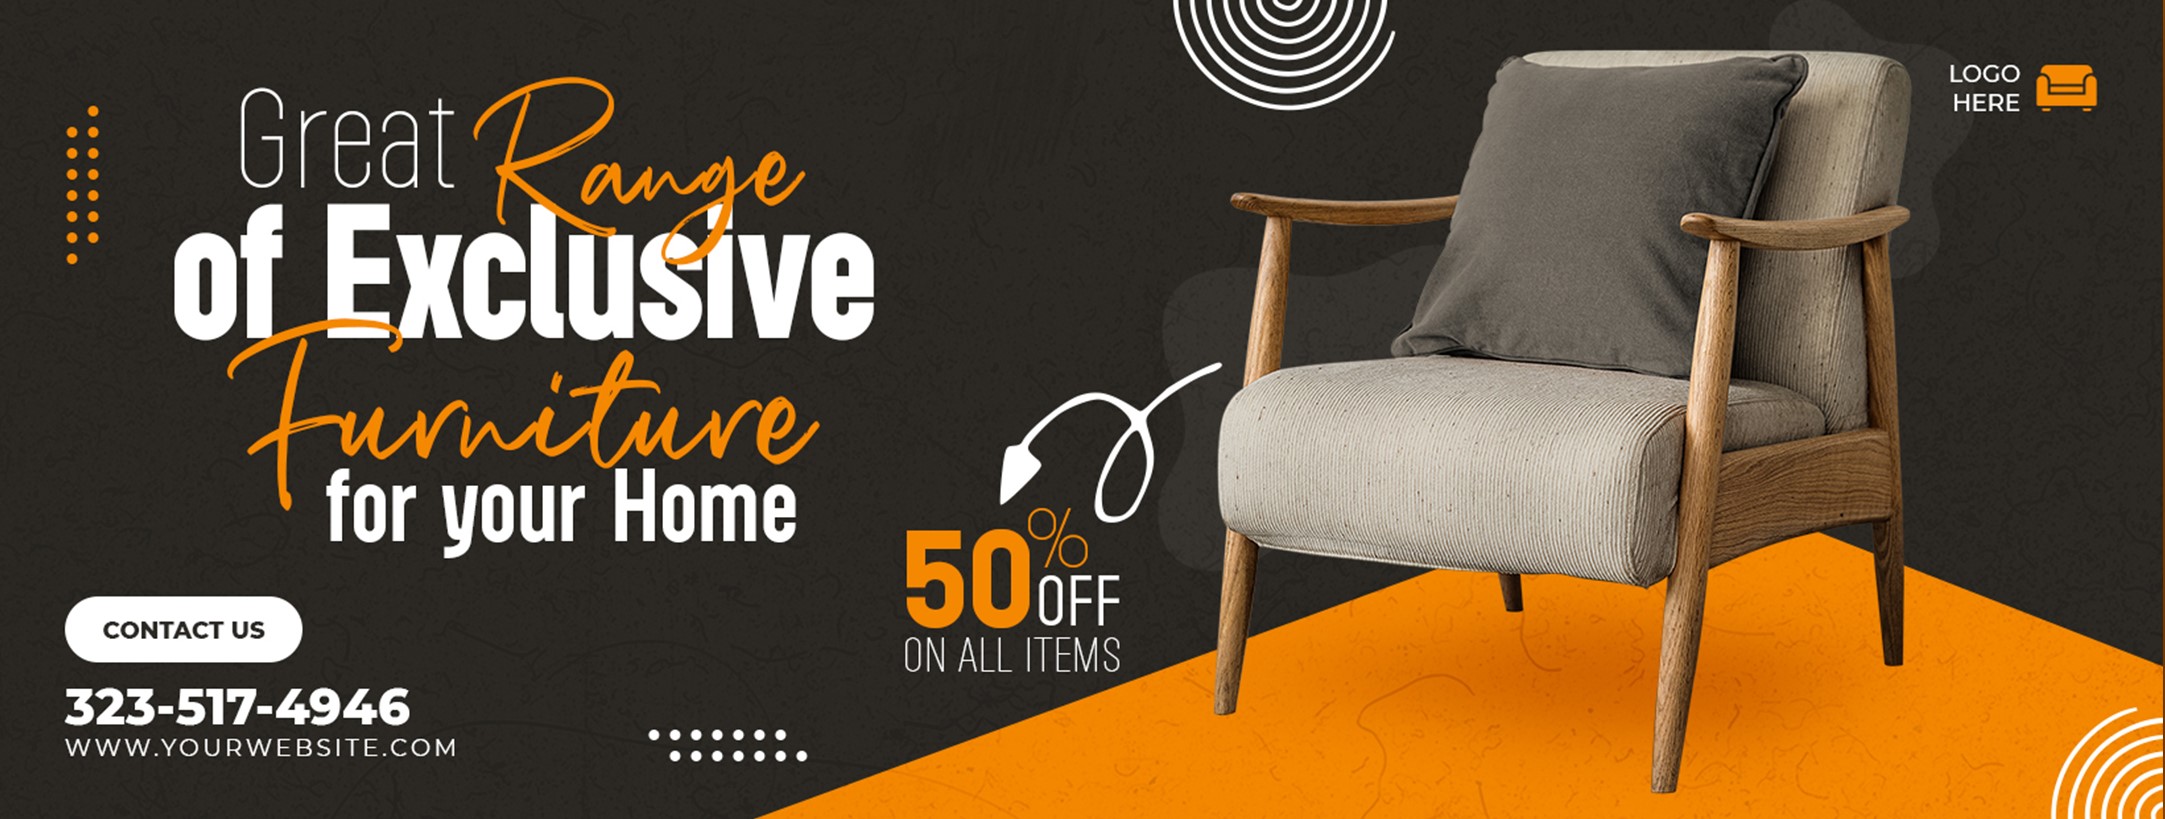 Great Range
of Exclusive
Furniture
for your Home
CONTACT US
323-517-4946
WWW.YOURWEBSITE.COM
50%
OFF
ON ALL ITEMS
LOGO
HERE